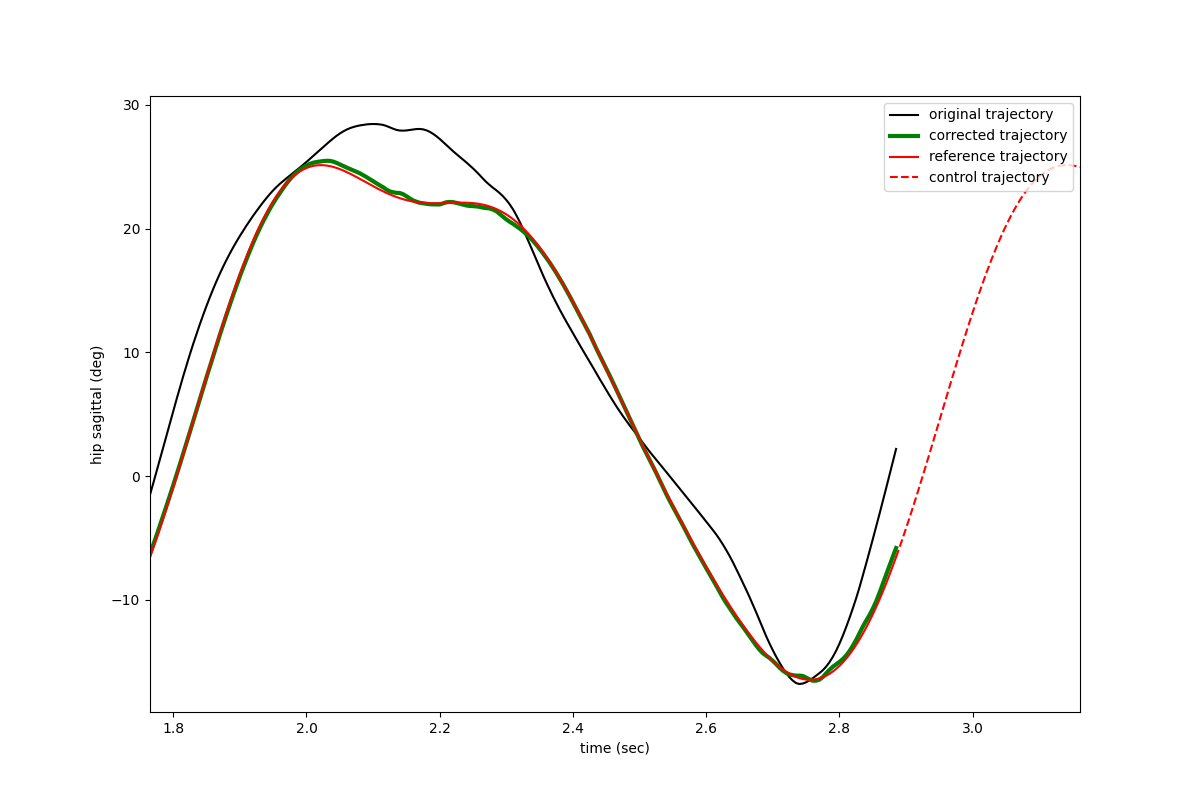 original trajectory
corrected trajectory
reference trajectory
control trajectory
30
20
10
0
−10
hip sagittal (deg)
1.8 2.0 2.2 2.4 2.6 2.8 3.0
time (sec)